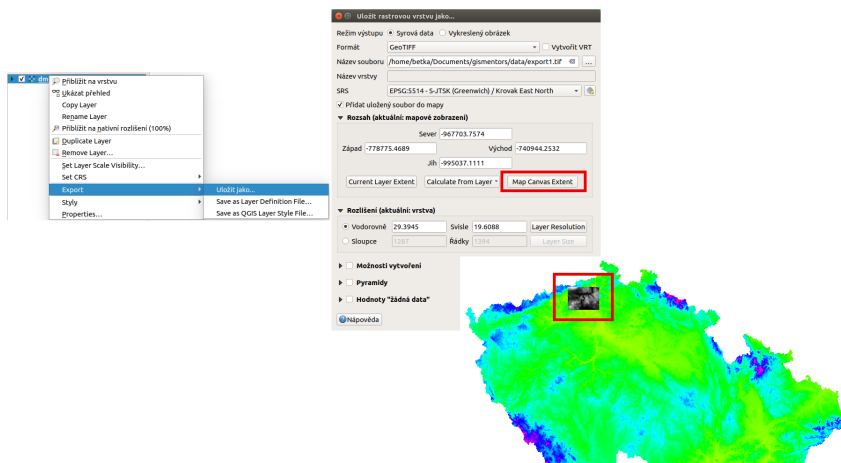 dm
Přiblížit na vrstvu
Ukázat přehled
Copy Layer
Rename Layer
Přiblížit na nativní rozlišení (100%)
Duplicate Layer
Remove Layer...
Set Layer Scale Visibility...
Set CRS
Export
Styly
Properties...
Uložit jako...
Save as Layer Definition File...
Save as QGIS Layer Style File...
Uložit rastrovou vrstvu jako...
Režim výstupu Syrová data Vykreslený obrázek
Formát GeoTIFF Vytvořit VRT
Název souboru /home/betka/Documents/gismentors/data/export1.tif ...
Název vrstvy
SRS EPSG:5514 - S-JTSK (Greenwich) / Krovak East North
Přidat uložený soubor do mapy
Rozsah (aktuální: mapové zobrazení)
Sever -967703.7574
Západ -778775.4689 Východ -740944.2532
Jih -995037.1111
Current Layer Extent Calculate from Layer Map Canvas Extent
Rozlišení (aktuální: vrstva)
Vodorovně 29.3945 Svisle 19.6088 Layer Resolution
Sloupce 1287 Řádky 1394 Layer Size
Možnosti vytvoření
Pyramidy
Hodnoty "žádná data"
Nápověda